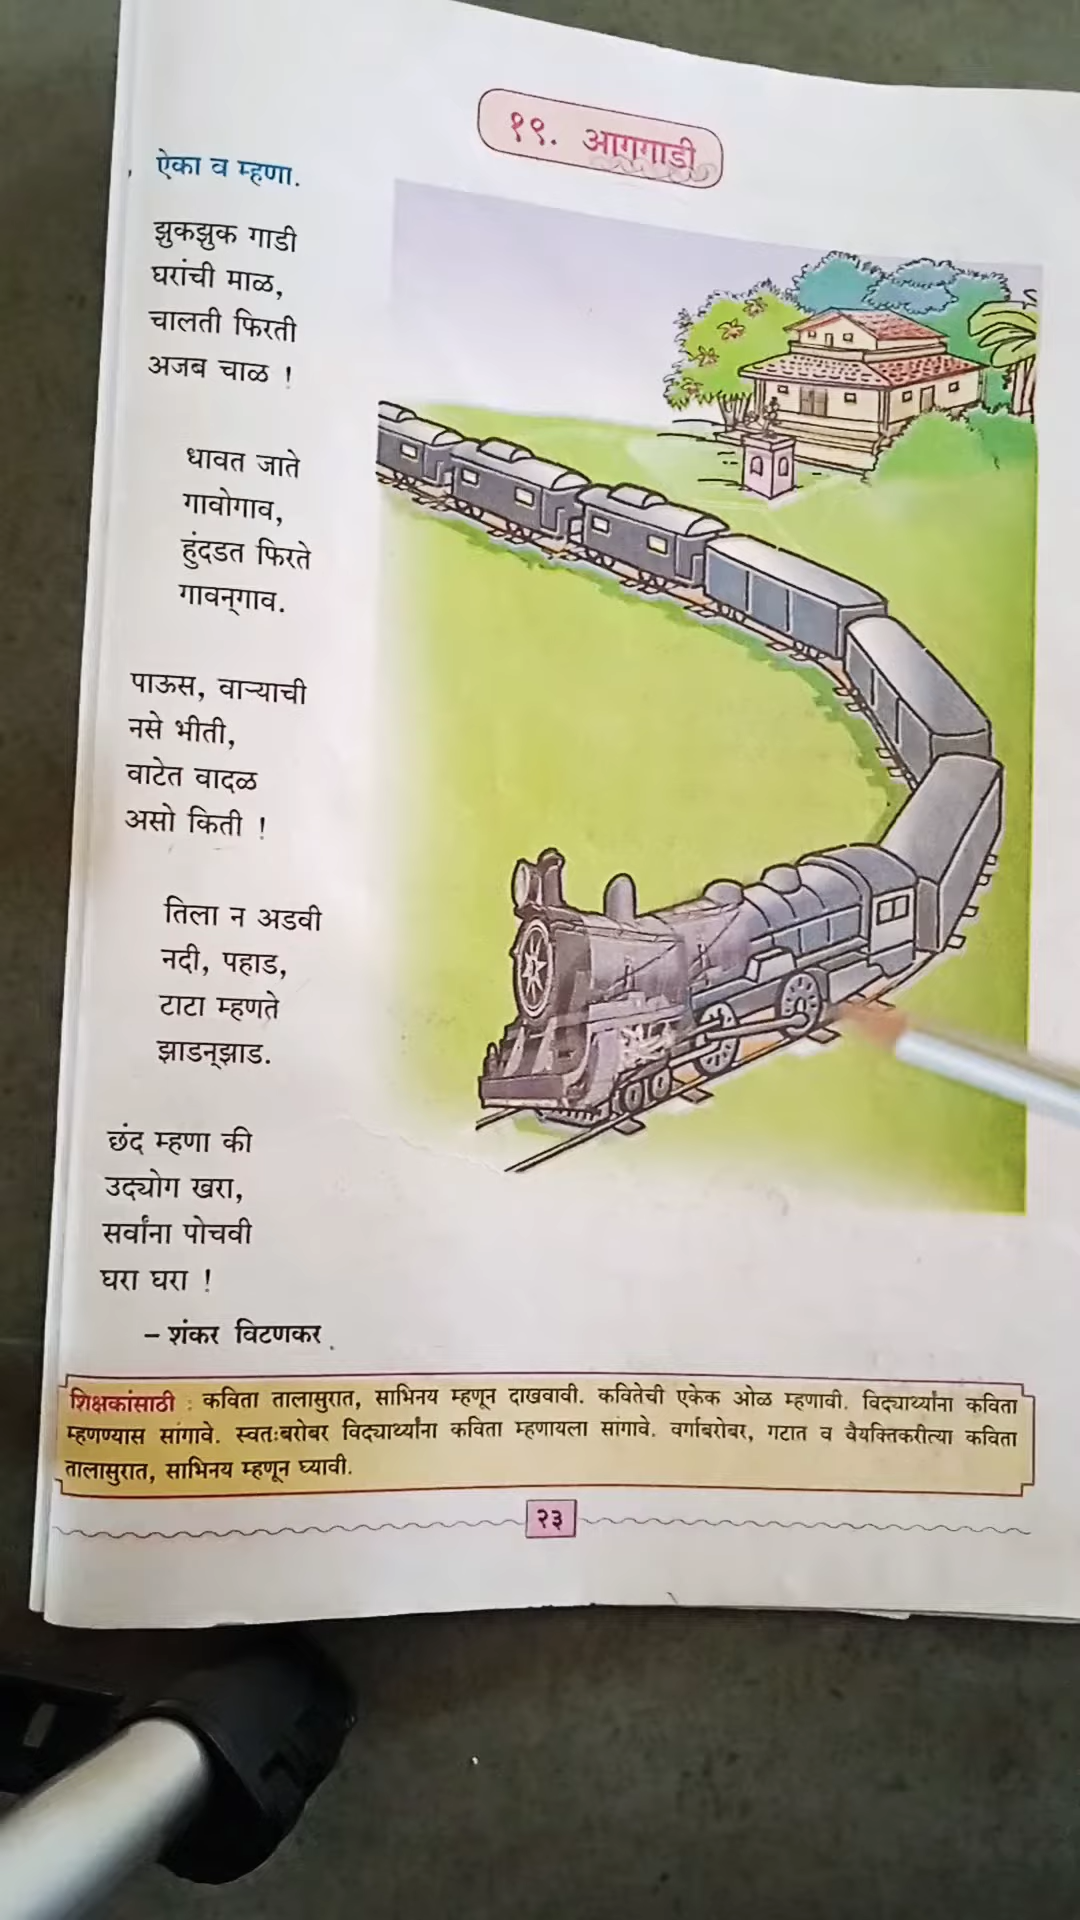 १९. आगगाडी
ऐका व म्हणा.
झुकझुक गाडी
घरांची माळ,
चालती फिरती
अजब चाळ !
धावत जाते
गावोगाव,
हुंदडत फिरते
गावन्‌गाव.
पाऊस, वाऱ्याची
नसे भीती,
वाटेत वादळ
असो किती !
तिला न अडवी
नदी, पहाड,
टाटा म्हणते
झाडन्‌झाड.
छंद म्हणा की
उद्योग खरा,
सर्वांना पोचवी
घरा घरा !
– शंकर विटणकर
शिक्षकांसाठी : कविता तालासुरात, साभिनय म्हणून दाखवावी. कवितेची एकेक ओळ म्हणावी. विद्यार्थ्यांना कविता
म्हणण्यास सांगावे. स्वतःबरोबर विद्यार्थ्यांना कविता म्हणायला सांगावे. वर्गाबरोबर, गटात व वैयक्तिकरीत्या कविता
तालासुरात, साभिनय म्हणून घ्यावी.
२३